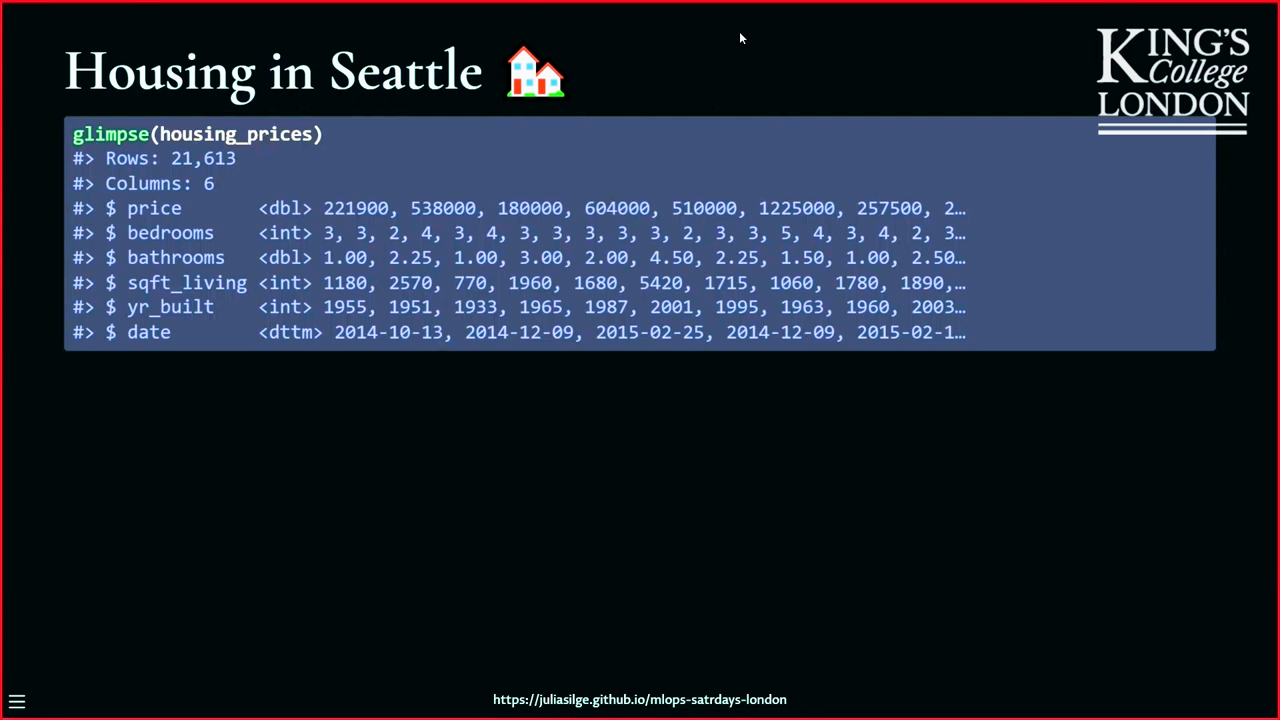 Housing in Seattle
KING'S
College
LONDON
glimpse(housing_prices)
#> Rows: 21,613
#> Columns: 6
#> $ price       <dbl> 221900, 538000, 180000, 604000, 510000, 1225000, 257500, 2…
#> $ bedrooms    <int> 3, 3, 2, 4, 3, 4, 3, 3, 3, 3, 3, 2, 3, 3, 5, 4, 3, 4, 2, 3…
#> $ bathrooms   <dbl> 1.00, 2.25, 1.00, 3.00, 2.00, 4.50, 2.25, 1.50, 1.00, 2.50…
#> $ sqft_living <int> 1180, 2570, 770, 1960, 1680, 5420, 1715, 1060, 1780, 1890,…
#> $ yr_built    <int> 1955, 1951, 1933, 1965, 1987, 2001, 1995, 1963, 1960, 2003…
#> $ date        <dttm> 2014-10-13, 2014-12-09, 2015-02-25, 2014-12-09, 2015-02-1…
https://juliasilge.github.io/mlops-satrdays-london